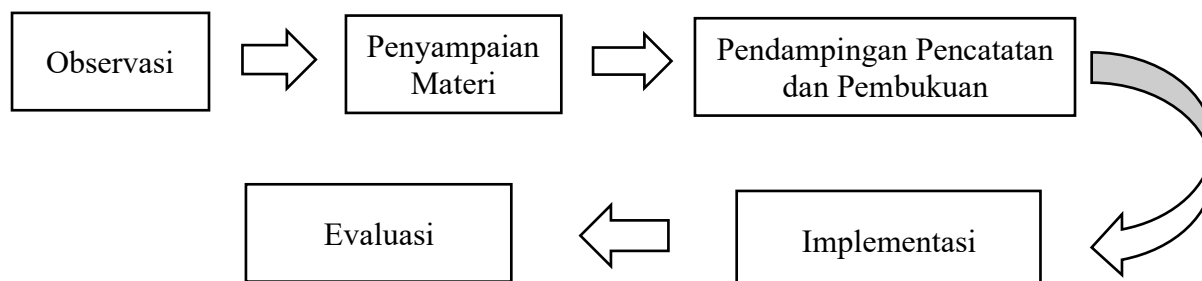 Observasi
Penyampaian
Materi
Pendampingan Pencatatan
dan Pembukuan
Implementasi
Evaluasi